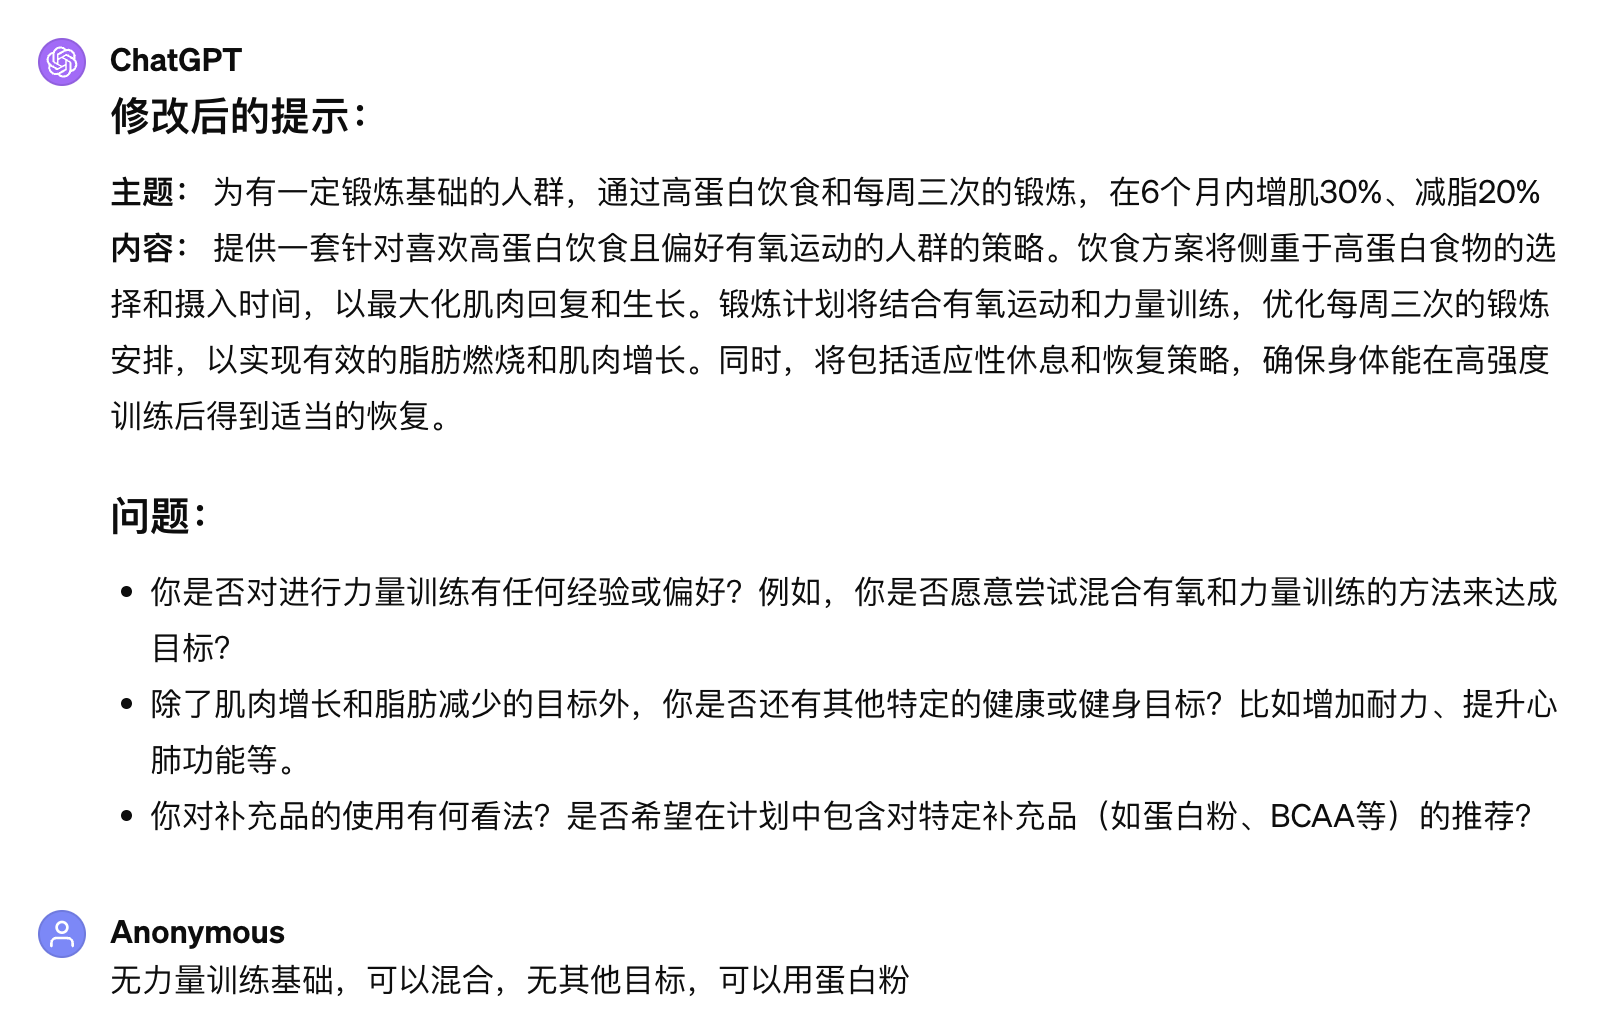 ChatGPT
修改后的提示：
主题： 为有一定锻炼基础的人群，通过高蛋白饮食和每周三次的锻炼，在6个月内增肌30%、减脂20%
内容： 提供一套针对喜欢高蛋白饮食且偏好有氧运动的人群的策略。饮食方案将侧重于高蛋白食物的选
择和摄入时间，以最大化肌肉回复和生长。锻炼计划将结合有氧运动和力量训练，优化每周三次的锻炼
安排，以实现有效的脂肪燃烧和肌肉增长。同时，将包括适应性休息和恢复策略，确保身体能在高强度
训练后得到适当的恢复。
问题：
• 你是否对进行力量训练有任何经验或偏好？例如，你是否愿意尝试混合有氧和力量训练的方法来达成
目标？
• 除了肌肉增长和脂肪减少的目标外，你是否还有其他特定的健康或健身目标？比如增加耐力、提升心
肺功能等。
• 你对补充品的使用有何看法？是否希望在计划中包含对特定补充品（如蛋白粉、BCAA等）的推荐？
Anonymous
无力量训练基础，可以混合，无其他目标，可以用蛋白粉